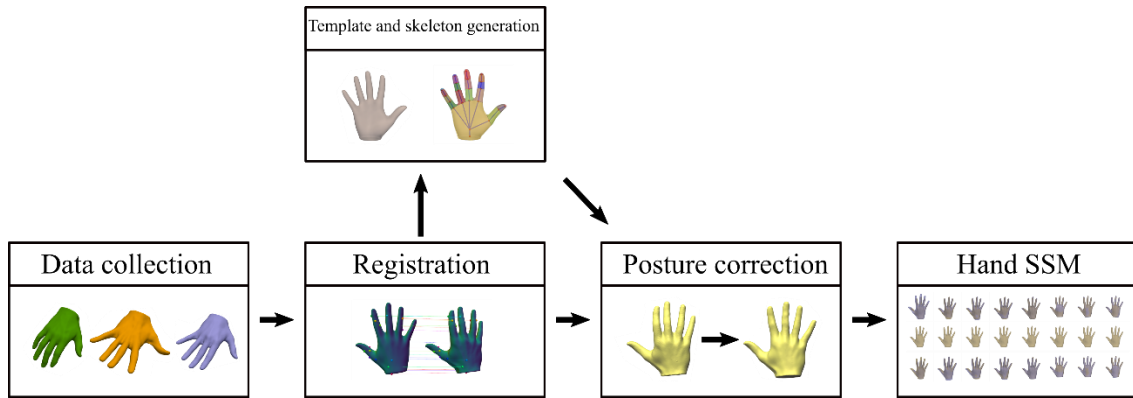 Template and skeleton generation
Data collection
Registration
Posture correction
Hand SSM